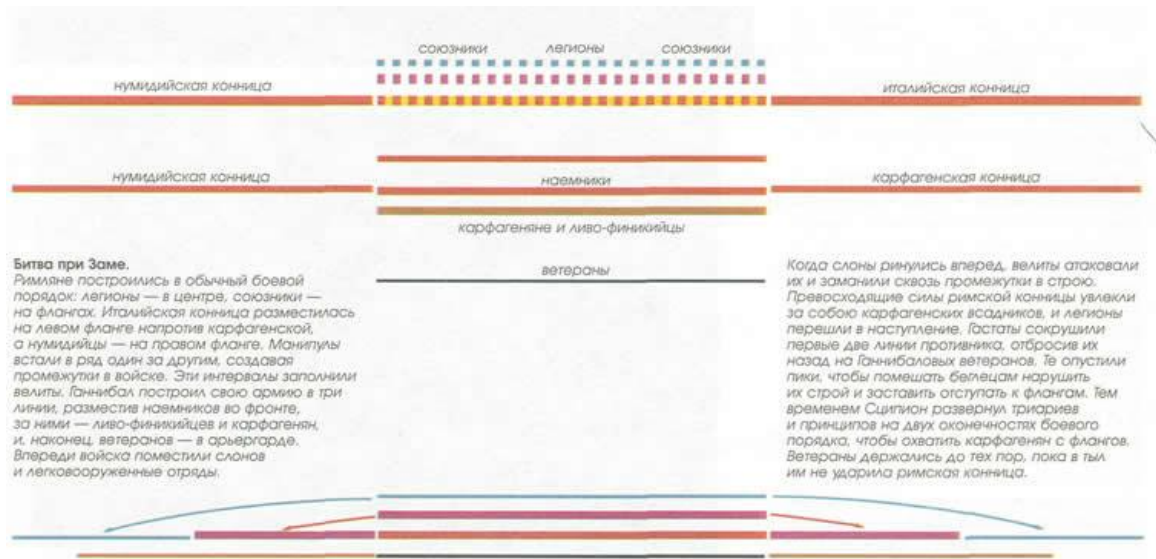 союзники легионы союзники
нумидийская конница
италийская конница
нумидийская конница
наемники
карфагенская конница
карфагеняне и ливо-финикийцы
ветераны
Битва при Заме.
Римляне построились в обычный боевой
порядок: легионы — в центре, союзники —
на флангах. Италийская конница разместилась
на левом фланге напротив карфагенской,
а нумидийцы — на правом фланге. Манипулы
встали в ряд один за другим, создавая
промежутки в войске. Эти интервалы заполнили
велиты. Ганнибал построил свою армию в три
линии, разместив наемников во фронте,
за ними — ливо-финикийцев и карфагенян,
и, наконец, ветеранов — в арьергарде.
Впереди войска поместили слонов
и легковооруженные отряды.
Когда слоны ринулись вперед, велиты атаковали
их и заманили сквозь промежутки в строю.
Превосходящие силы римской конницы увлекли
за собою карфагенских всадников, и легионы
перешли в наступление. Гастаты сокрушили
первые две линии противника, отбросив их
назад на Ганнибаловых ветеранов. Те опустили
пики, чтобы помешать беглецам нарушить
их строй и заставить отступать к флангам. Тем
временем Сципион развернул триариев
и принципов на двух оконечностях боевого
порядка, чтобы охватить карфагенян с флангов.
Ветераны держались до тех пор, пока в тыл
им не ударила римская конница.